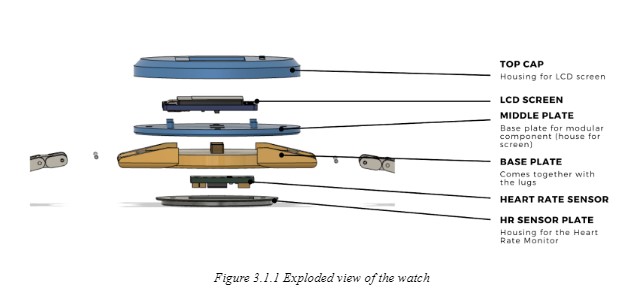 TOP CAP
Housing for LCD screen
LCD SCREEN
MIDDLE PLATE
Base plate for modular
component (house for
screen)
BASE PLATE
Comes together with
the lugs
HEART RATE SENSOR
HR SENSOR PLATE
Housing for the Heart
Rate Monitor
Figure 3.1.1 Exploded view of the watch